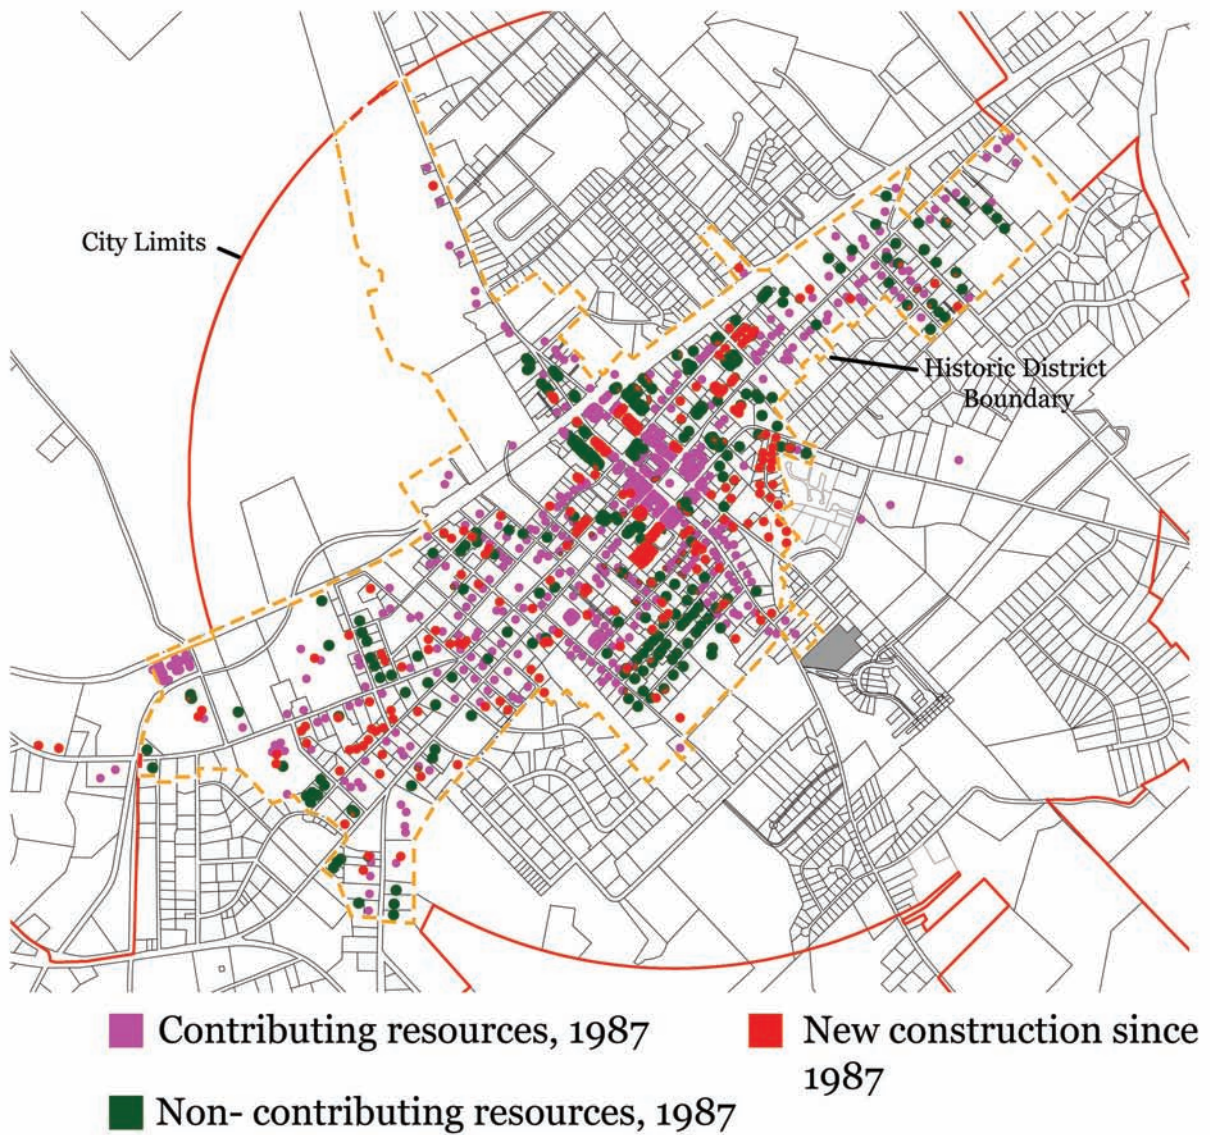 City Limits
Historic District
Boundary
Contributing resources, 1987
New construction since
1987
Non- contributing resources, 1987